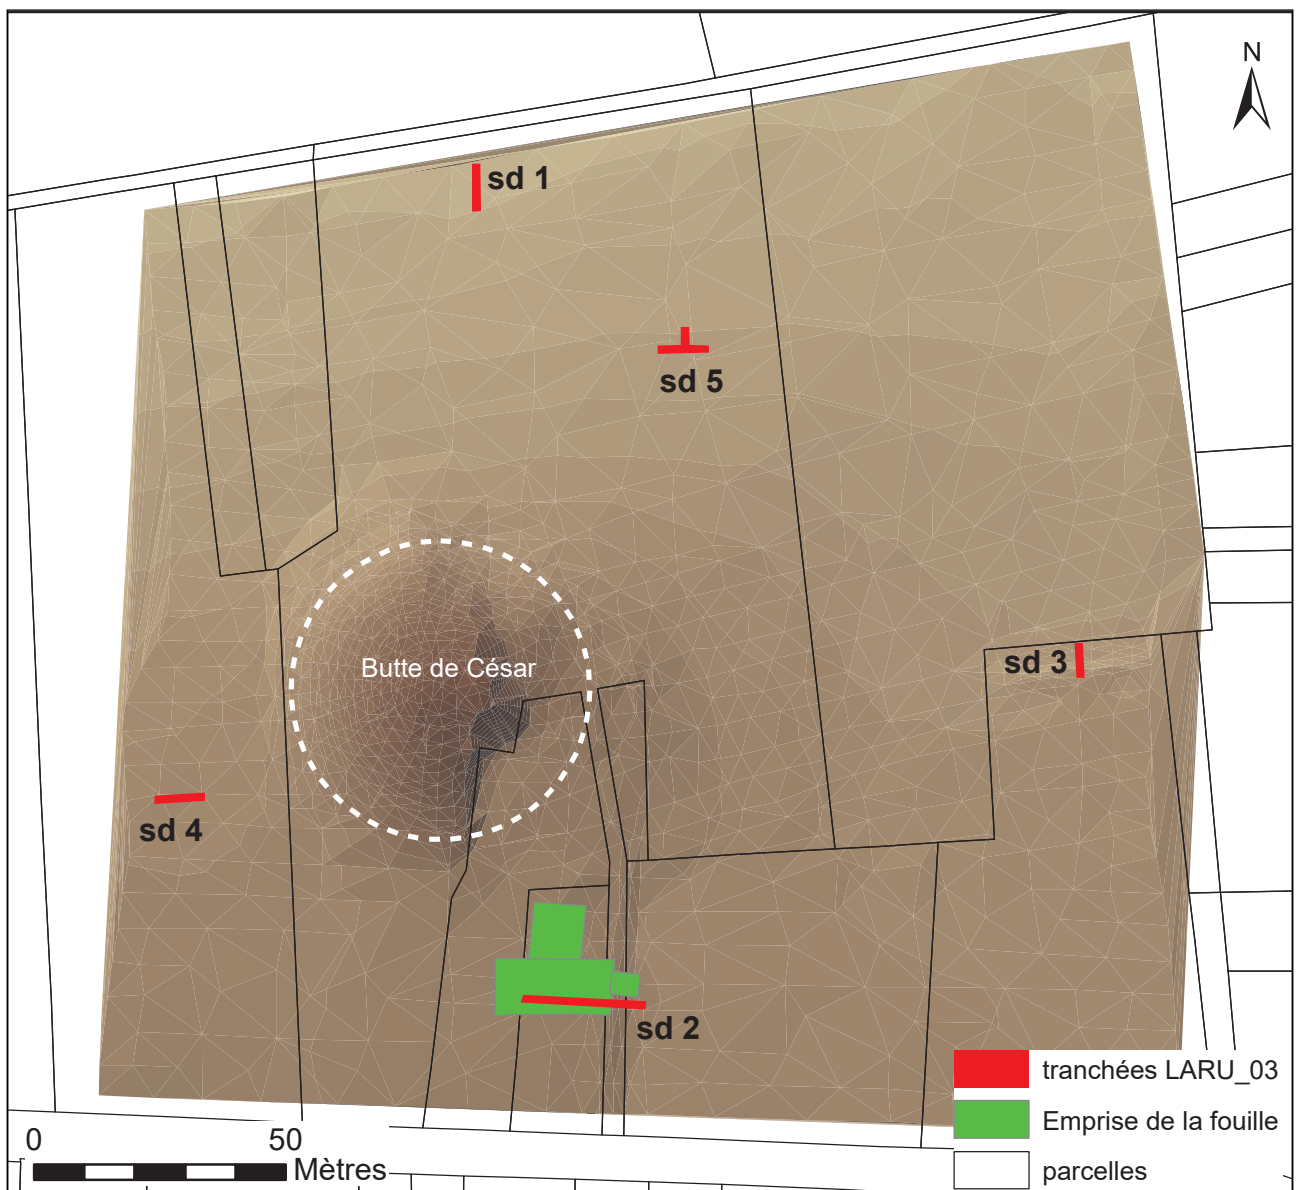 N
sd 1
sd 5
Butte de César
sd 3
sd 4
sd 2
tranchées LARU_03
Emprise de la fouille
parcelles
0 50
Mètres